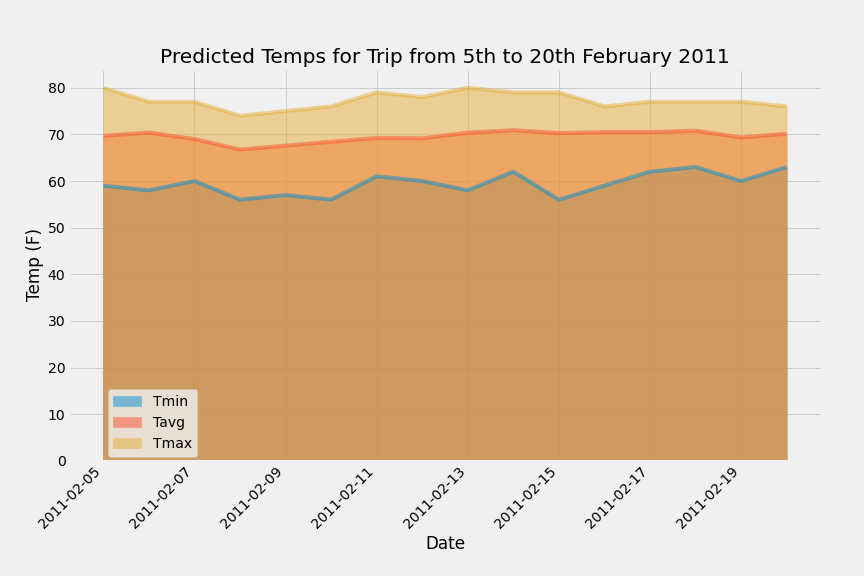 Predicted Temps for Trip from 5th to 20th February 2011
80
70
60
50
40
30
20
10
0
Temp (F)
Tmin
Tavg
Tmax
2011-02-05
2011-02-07
2011-02-09
2011-02-11
2011-02-13
2011-02-15
2011-02-17
2011-02-19
Date